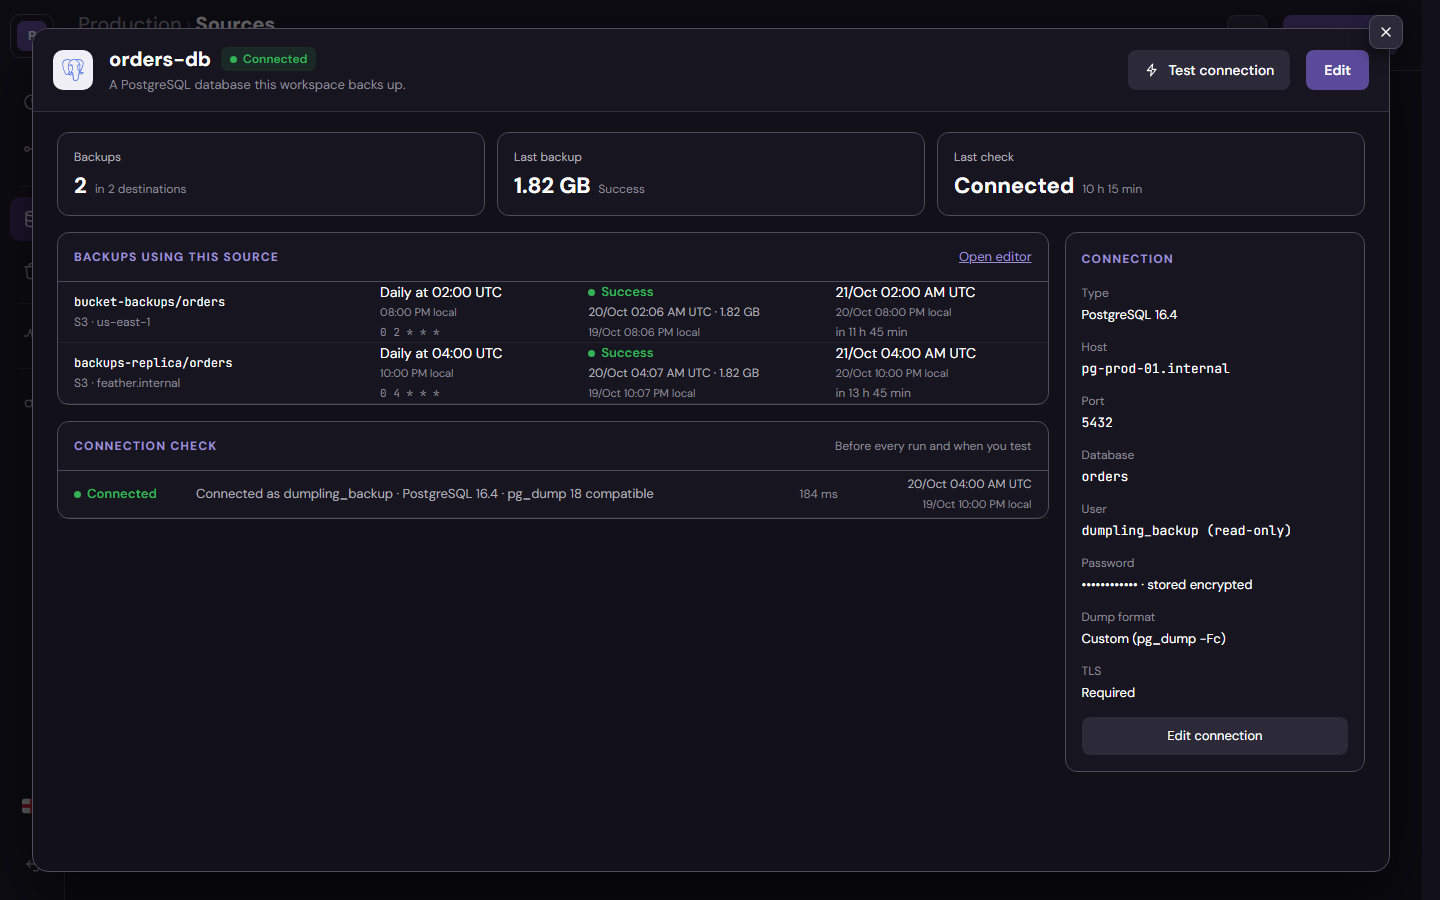 Production › Sources
orders-db
Connected
A PostgreSQL database this workspace backs up.
Test connection
Edit
Backups
2 in 2 destinations
Last backup
1.82 GB Success
Last check
Connected 10 h 15 min
BACKUPS USING THIS SOURCE
Open editor
bucket-backups/orders
S3 · us-east-1
Daily at 02:00 UTC
08:00 PM local
0 2 * * *
Success
20/Oct 02:06 AM UTC · 1.82 GB
19/Oct 08:06 PM local
21/Oct 02:00 AM UTC
20/Oct 08:00 PM local
in 11 h 45 min
backups-replica/orders
S3 · feather.internal
Daily at 04:00 UTC
10:00 PM local
0 4 * * *
Success
20/Oct 04:07 AM UTC · 1.82 GB
19/Oct 10:07 PM local
21/Oct 04:00 AM UTC
20/Oct 10:00 PM local
in 13 h 45 min
CONNECTION CHECK
Before every run and when you test
Connected
Connected as dumpling_backup · PostgreSQL 16.4 · pg_dump 18 compatible
184 ms
20/Oct 04:00 AM UTC
19/Oct 10:00 PM local
CONNECTION
Type
PostgreSQL 16.4
Host
pg-prod-01.internal
Port
5432
Database
orders
User
dumpling_backup (read-only)
Password
•••••••••••• · stored encrypted
Dump format
Custom (pg_dump -Fc)
TLS
Required
Edit connection